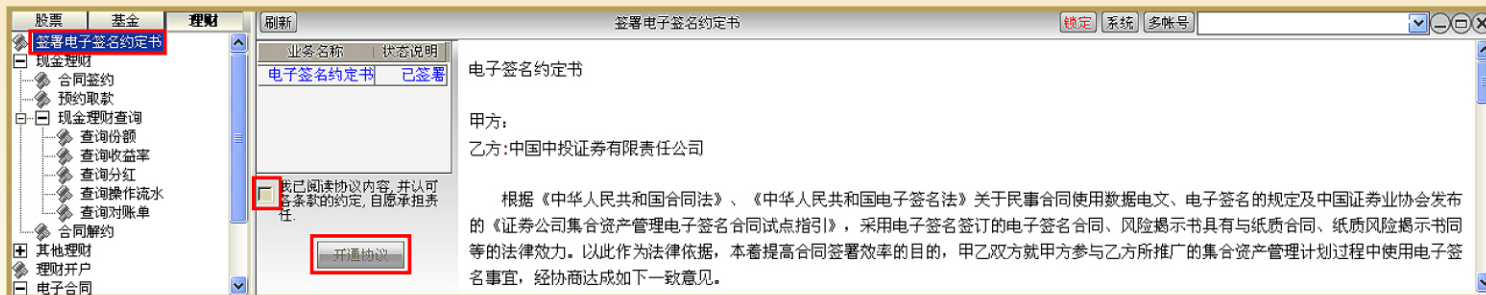 股票 基金 理财 刷新 签署电子签名约定书 锁定 系统 多帐号
签署电子签名约定书
现金理财
合同签约
预约取款
现金理财查询
查询份额
查询收益率
查询分红
查询操作流水
查询对账单
合同解约
其他理财
理财开户
电子合同
业务名称 状态说明
电子签名约定书 已签署
我已阅读协议内容,并认可
各条款的约定,自愿承担责
任.
开通协议
电子签名约定书
甲方：
乙方:中国中投证券有限责任公司
根据《中华人民共和国合同法》、《中华人民共和国电子签名法》关于民事合同使用数据电文、电子签名的规定及中国证券业协会发布
的《证券公司集合资产管理电子签名合同试点指引》，采用电子签名签订的电子签名合同、风险揭示书具有与纸质合同、纸质风险揭示书同
等的法律效力。以此作为法律依据，本着提高合同签署效率的目的，甲乙双方就甲方参与乙方所推广的集合资产管理计划过程中使用电子签
名事宜，经协商达成如下一致意见。